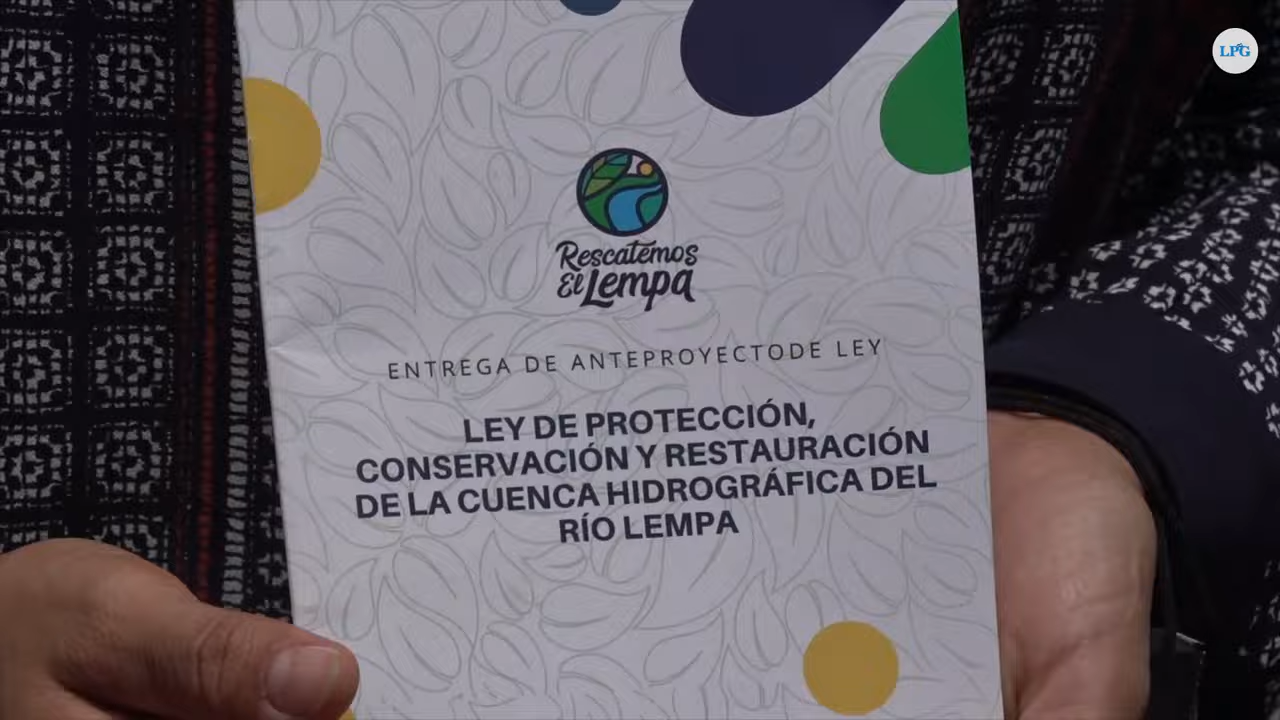 LPG
Rescatemos
El Lempa
ENTREGA DE ANTEPROYECTODE LEY
LEY DE PROTECCIÓN,
CONSERVACIÓN Y RESTAURACIÓN
DE LA CUENCA HIDROGRÁFICA DEL
RÍO LEMPA